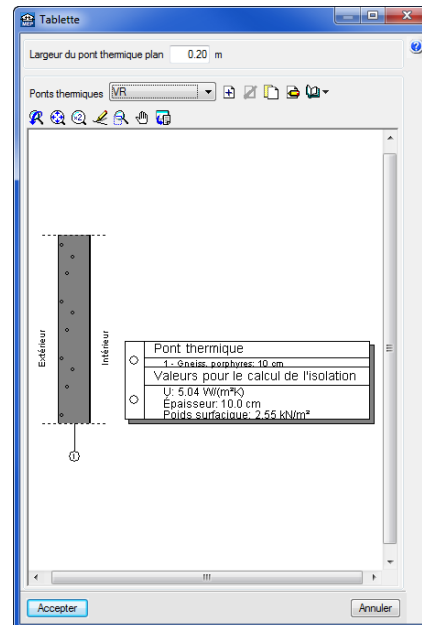 Tablette
Largeur du pont thermique plan 0.20 m
Ponts thermiques VR
Extérieur
Intérieur
Pont thermique
1 - Gneiss, porphyres: 10 cm
Valeurs pour le calcul de l'isolation
U: 5.04 W/(m²K)
Épaisseur: 10.0 cm
Poids surfacique: 2.55 kN/m²
1
Accepter
Annuler